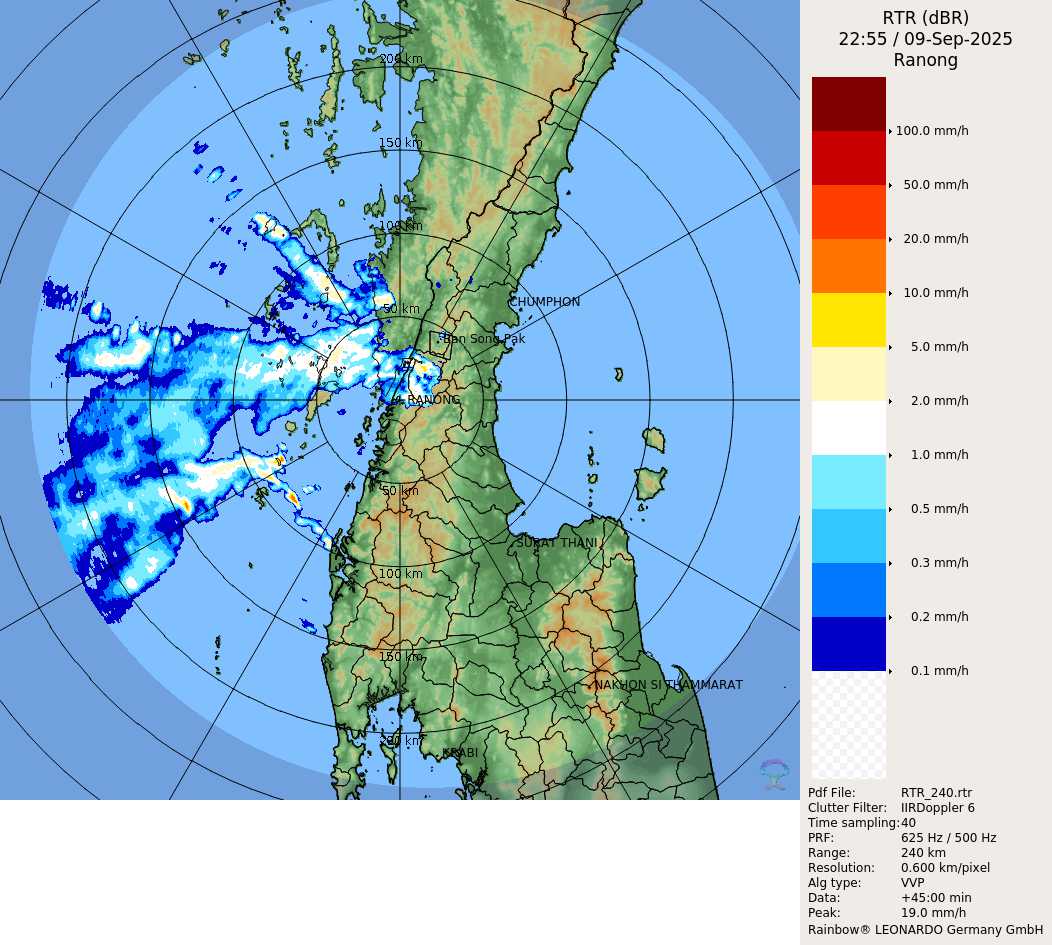 RTR (dBR)
22:55 / 09-Sep-2025
Ranong
200 km
150 km
100 km
50 km
CHUMPHON
Ban Song Pak
RANONG
50 km
SURAT THANI
100 km
150 km
NAKHON SI THAMMARAT
200 km
KRABI
100.0 mm/h
50.0 mm/h
20.0 mm/h
10.0 mm/h
5.0 mm/h
2.0 mm/h
1.0 mm/h
0.5 mm/h
0.3 mm/h
0.2 mm/h
0.1 mm/h
Pdf File: RTR_240.rtr
Clutter Filter: IIRDoppler 6
Time sampling: 40
PRF: 625 Hz / 500 Hz
Range: 240 km
Resolution: 0.600 km/pixel
Alg type: VVP
Data: +45:00 min
Peak: 19.0 mm/h
Rainbow® LEONARDO Germany GmbH